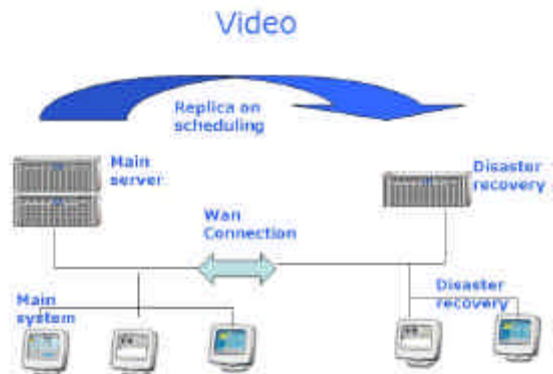 Video
Replica on
scheduling
Main
server
Disaster
recovery
Wan
Connection
Main
system
Disaster
recovery